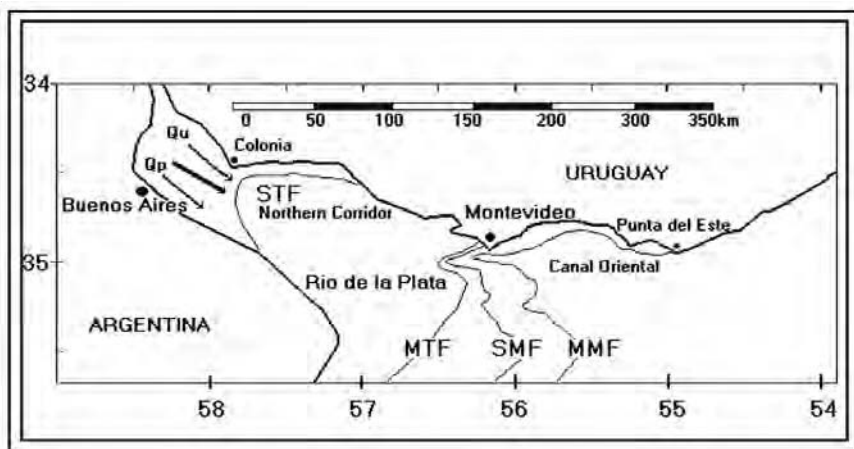 34
0 50 100 150 200 250 300 350km
Qu
Colonia
Qp
URUGUAY
STF
Buenos Aires
Northern Corridor
Montevideo
Punta del Este
35
Rio de la Plata
Canal Oriental
ARGENTINA
MTF SMF MMF
58 57 56 55 54